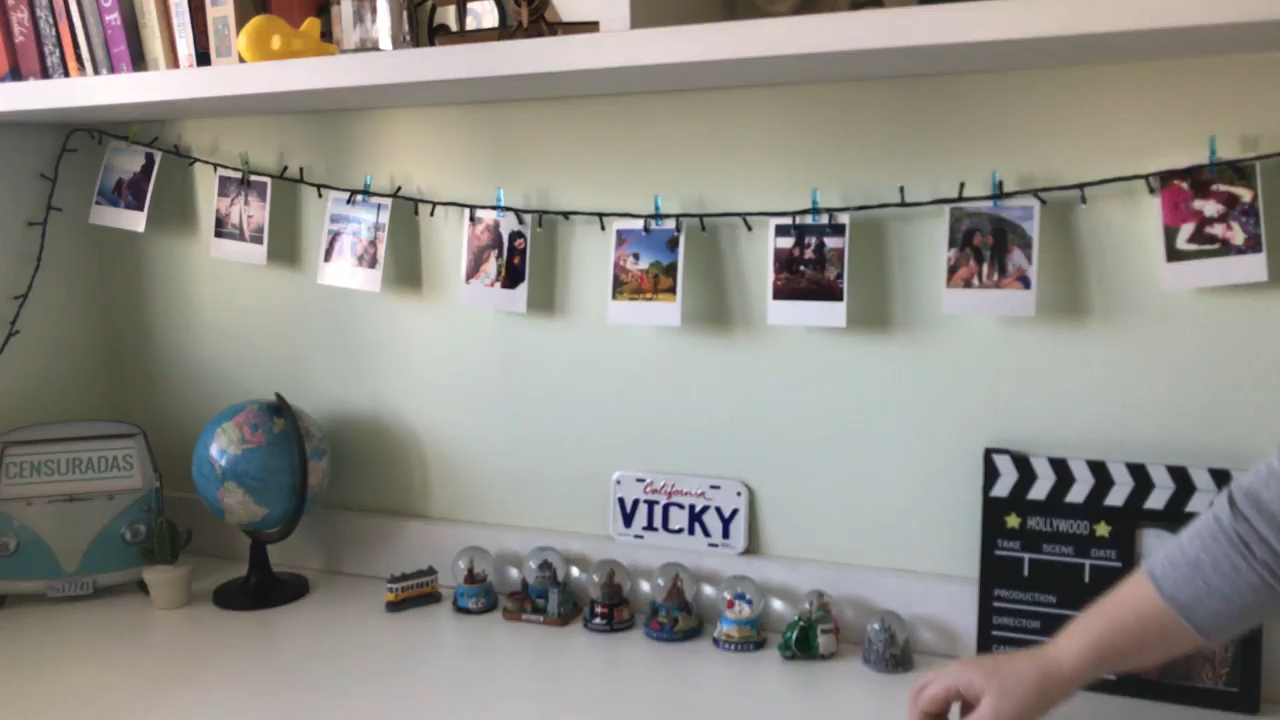 CENSURADAS
California
VICKY
HOLLYWOOD
TAKE SCENE DATE
PRODUCTION
DIRECTOR